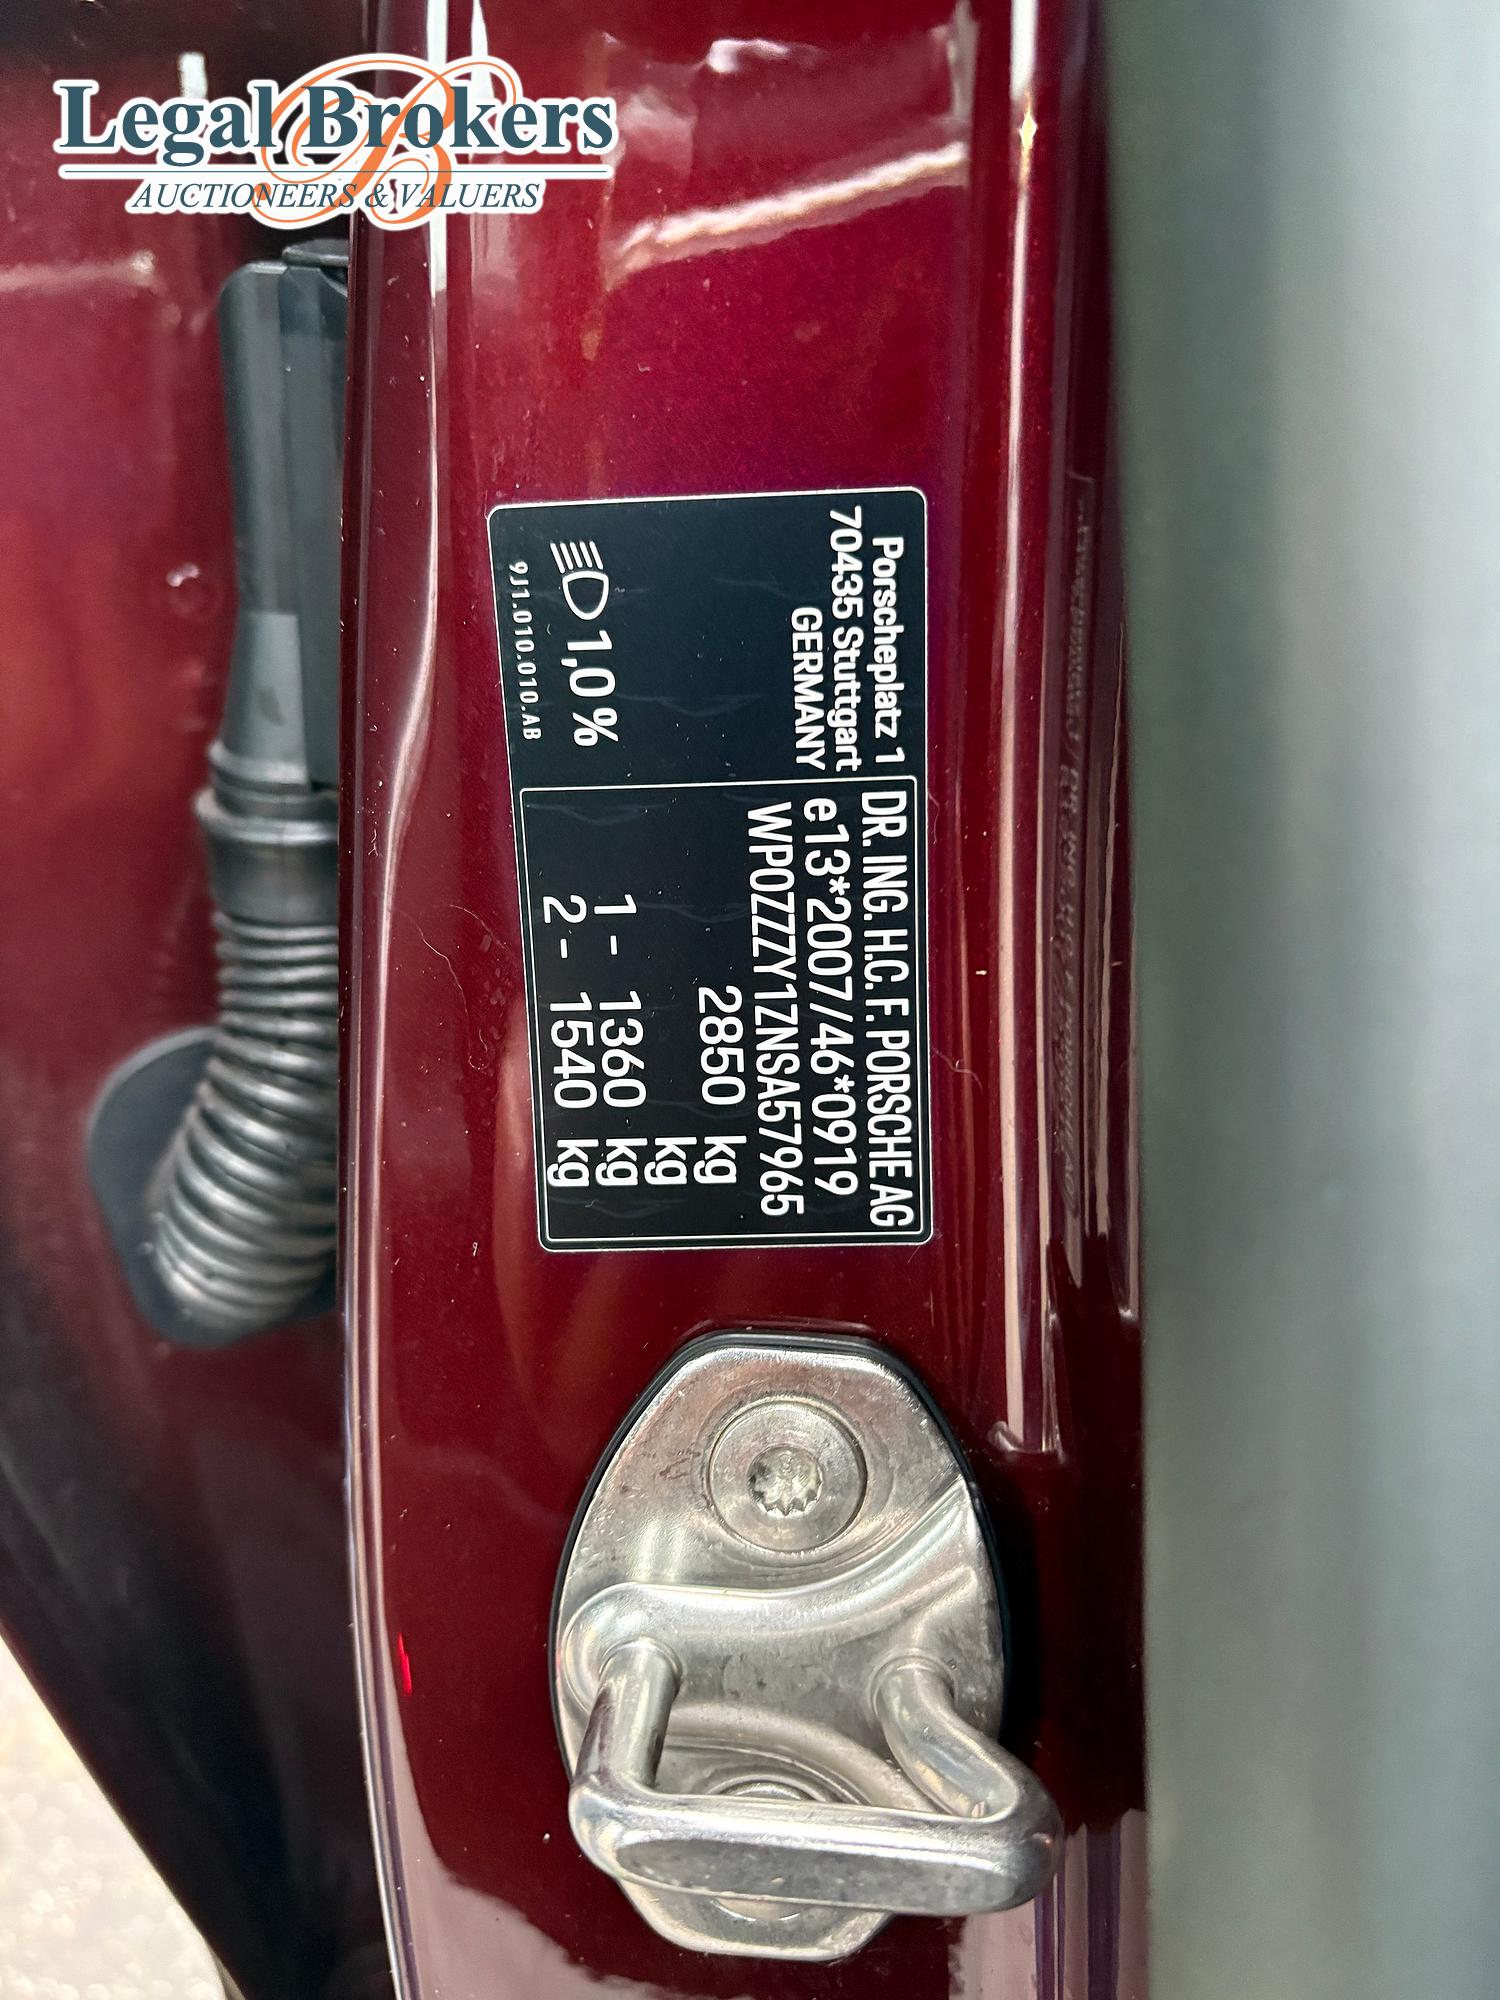 Legal Brokers
AUCTIONEERS & VALUERS
Porscheplatz 1
70435 Stuttgart
GERMANY
1,0 %
9J1.010.010.AB
DR. ING. H.C. F. PORSCHE AG
e13*2007/46*0919
WP0ZZZY1ZNSA57965
2850 kg
kg
1 - 1360 kg
2 - 1540 kg